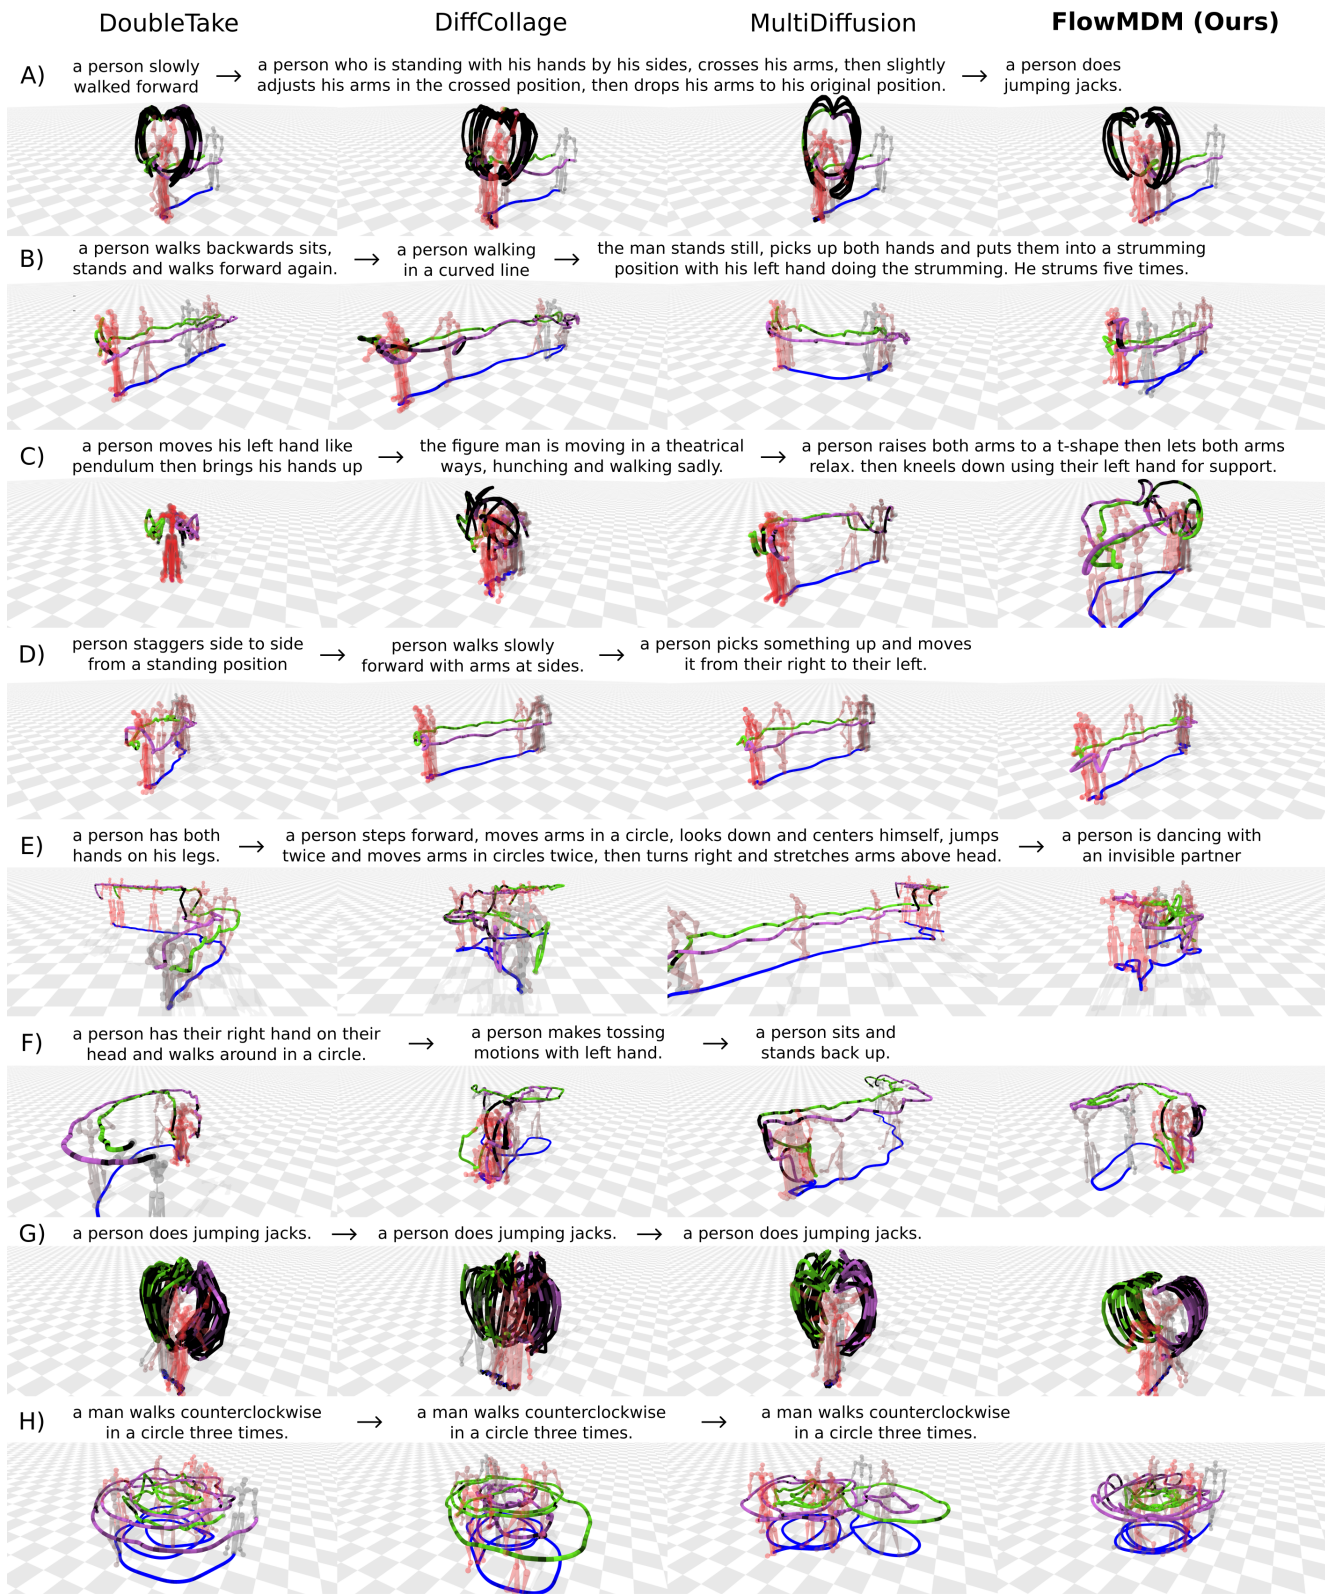 DoubleTake DiffCollage MultiDiffusion FlowMDM (Ours)
A) a person slowly walked forward → a person who is standing with his hands by his sides, crosses his arms, then slightly adjusts his arms in the crossed position, then drops his arms to his original position. → a person does jumping jacks.
B) a person walks backwards sits, stands and walks forward again. → a person walking in a curved line → the man stands still, picks up both hands and puts them into a strumming position with his left hand doing the strumming. He strums five times.
C) a person moves his left hand like pendulum then brings his hands up → the figure man is moving in a theatrical ways, hunching and walking sadly. → a person raises both arms to a t-shape then lets both arms relax. then kneels down using their left hand for support.
D) person staggers side to side from a standing position → person walks slowly forward with arms at sides. → a person picks something up and moves it from their right to their left.
E) a person has both hands on his legs. → a person steps forward, moves arms in a circle, looks down and centers himself, jumps twice and moves arms in circles twice, then turns right and stretches arms above head. → a person is dancing with an invisible partner
F) a person has their right hand on their head and walks around in a circle. → a person makes tossing motions with left hand. → a person sits and stands back up.
G) a person does jumping jacks. → a person does jumping jacks. → a person does jumping jacks.
H) a man walks counterclockwise in a circle three times. → a man walks counterclockwise in a circle three times. → a man walks counterclockwise in a circle three times.